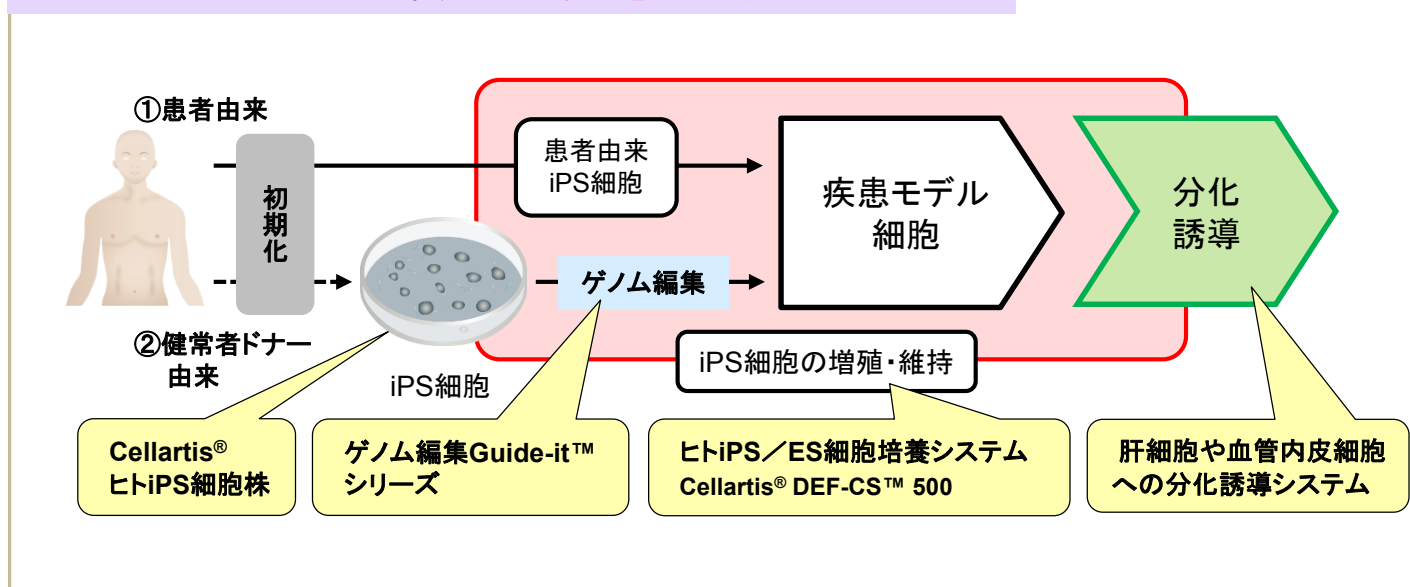 ①患者由来
初
期
化
②健常者ドナー
由来
iPS細胞
患者由来
iPS細胞
ゲノム編集
疾患モデル
細胞
分化
誘導
iPS細胞の増殖・維持
Cellartis®
ヒトiPS細胞株
ゲノム編集Guide-it™
シリーズ
ヒトiPS／ES細胞培養システム
Cellartis® DEF-CS™ 500
肝細胞や血管内皮細胞
への分化誘導システム